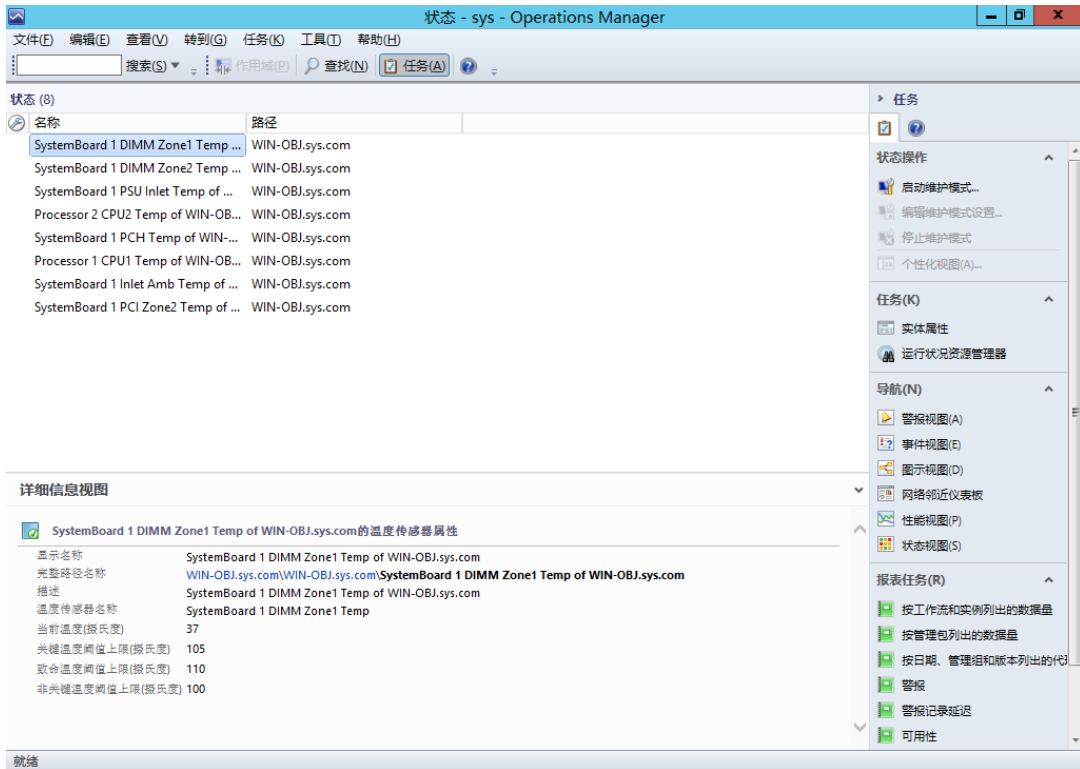 状态 - sys - Operations Manager
文件(F) 编辑(E) 查看(V) 转到(G) 任务(K) 工具(T) 帮助(H)
搜索(S) 作用域(P) 查找(N) 任务(A)
状态 (8)
名称 路径
SystemBoard 1 DIMM Zone1 Temp ... WIN-OBJ.sys.com
SystemBoard 1 DIMM Zone2 Temp ... WIN-OBJ.sys.com
SystemBoard 1 PSU Inlet Temp of ... WIN-OBJ.sys.com
Processor 2 CPU2 Temp of WIN-OB... WIN-OBJ.sys.com
SystemBoard 1 PCH Temp of WIN-... WIN-OBJ.sys.com
Processor 1 CPU1 Temp of WIN-OB... WIN-OBJ.sys.com
SystemBoard 1 Inlet Amb Temp of ... WIN-OBJ.sys.com
SystemBoard 1 PCI Zone2 Temp of ... WIN-OBJ.sys.com
详细信息视图
SystemBoard 1 DIMM Zone1 Temp of WIN-OBJ.sys.com的温度传感器属性
显示名称 SystemBoard 1 DIMM Zone1 Temp of WIN-OBJ.sys.com
完整路径名称 WIN-OBJ.sys.com\WIN-OBJ.sys.com\SystemBoard 1 DIMM Zone1 Temp of WIN-OBJ.sys.com
描述 SystemBoard 1 DIMM Zone1 Temp of WIN-OBJ.sys.com
温度传感器名称 SystemBoard 1 DIMM Zone1 Temp
当前温度(摄氏度) 37
关键温度阈值上限(摄氏度) 105
致命温度阈值上限(摄氏度) 110
非关键温度阈值上限(摄氏度) 100
任务
状态操作
启动维护模式...
编辑维护模式设置...
停止维护模式
个性化视图(A)...
任务(K)
实体属性
运行状况资源管理器
导航(N)
警报视图(A)
事件视图(E)
图示视图(D)
网络邻近仪表板
性能视图(P)
状态视图(S)
报表任务(R)
按工作流和实例列出的数据量
按管理包列出的数据量
按日期、管理组和版本列出的代
警报
警报记录延迟
可用性
就绪